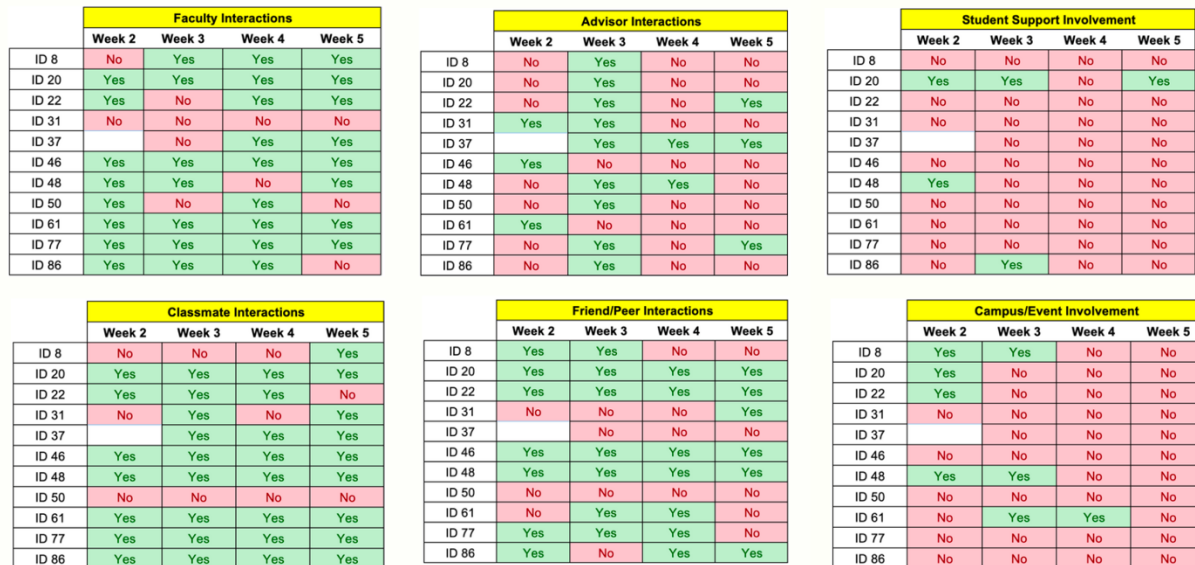 Faculty Interactions
Week 2 Week 3 Week 4 Week 5
ID 8 No Yes Yes Yes
ID 20 Yes Yes Yes Yes
ID 22 Yes No Yes Yes
ID 31 No No No No
ID 37 No Yes Yes
ID 46 Yes Yes Yes Yes
ID 48 Yes Yes No Yes
ID 50 Yes No Yes No
ID 61 Yes Yes Yes Yes
ID 77 Yes Yes Yes Yes
ID 86 Yes Yes Yes No
Advisor Interactions
Week 2 Week 3 Week 4 Week 5
ID 8 No Yes No No
ID 20 No Yes No No
ID 22 No Yes No Yes
ID 31 Yes Yes No No
ID 37 Yes Yes Yes
ID 46 Yes No No No
ID 48 No Yes Yes No
ID 50 No Yes No No
ID 61 Yes No No No
ID 77 No Yes No Yes
ID 86 No Yes No No
Student Support Involvement
Week 2 Week 3 Week 4 Week 5
ID 8 No No No No
ID 20 Yes Yes No Yes
ID 22 No No No No
ID 31 No No No No
ID 37 No No No
ID 46 No No No No
ID 48 Yes No No No
ID 50 No No No No
ID 61 No No No No
ID 77 No No No No
ID 86 No Yes No No
Classmate Interactions
Week 2 Week 3 Week 4 Week 5
ID 8 No No No Yes
ID 20 Yes Yes Yes Yes
ID 22 Yes Yes Yes No
ID 31 No Yes No Yes
ID 37 Yes Yes Yes
ID 46 Yes Yes Yes Yes
ID 48 Yes Yes Yes Yes
ID 50 No No No No
ID 61 Yes Yes Yes Yes
ID 77 Yes Yes Yes Yes
ID 86 Yes Yes Yes Yes
Friend/Peer Interactions
Week 2 Week 3 Week 4 Week 5
ID 8 Yes Yes No No
ID 20 Yes Yes Yes Yes
ID 22 Yes Yes Yes Yes
ID 31 No No No Yes
ID 37 No No No
ID 46 Yes Yes Yes Yes
ID 48 Yes Yes Yes Yes
ID 50 No No No No
ID 61 No Yes Yes No
ID 77 Yes Yes Yes No
ID 86 Yes No Yes Yes
Campus/Event Involvement
Week 2 Week 3 Week 4 Week 5
ID 8 Yes Yes No No
ID 20 Yes No No No
ID 22 Yes No No No
ID 31 No No No No
ID 37 No No No
ID 46 No No No No
ID 48 Yes Yes No No
ID 50 No No No No
ID 61 No Yes Yes No
ID 77 No No No No
ID 86 No No No No